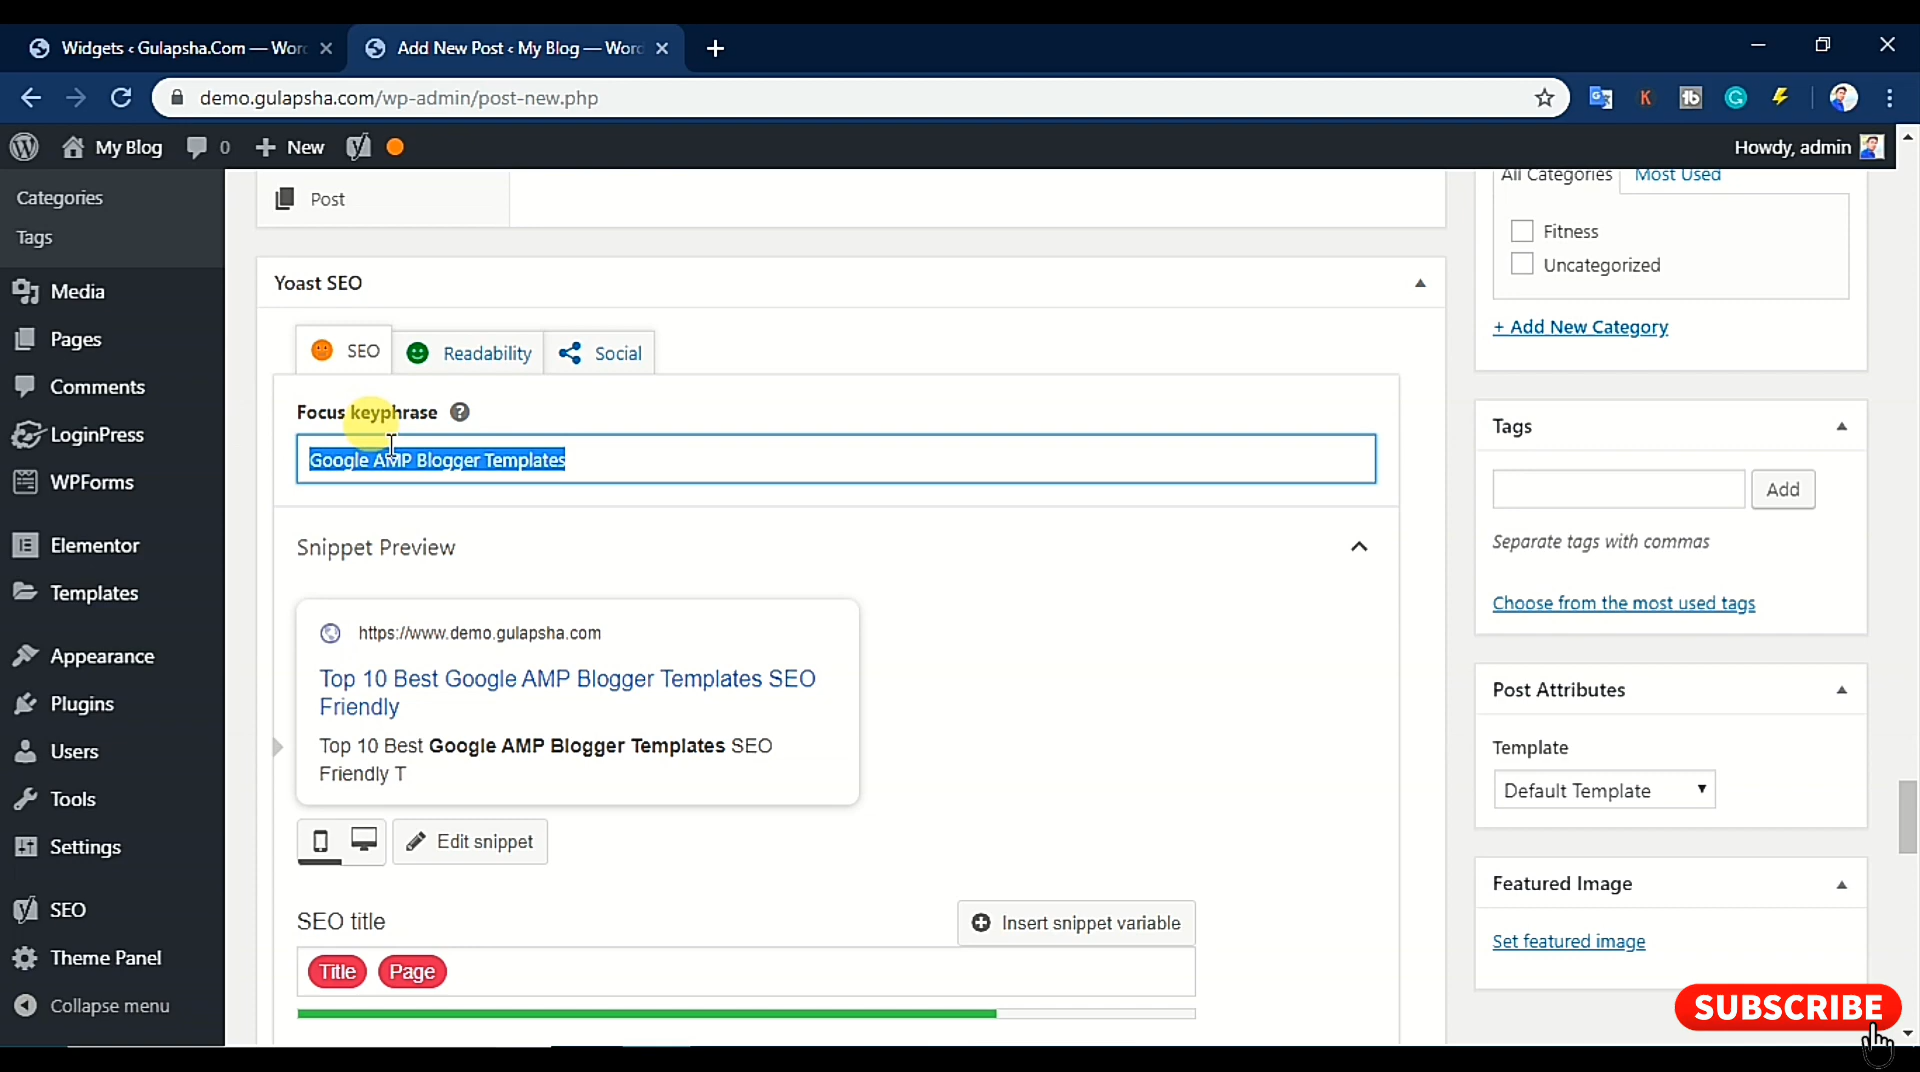 Widgets ‹ Gulapsha.Com — Wor
Add New Post ‹ My Blog — Word
demo.gulapsha.com/wp-admin/post-new.php
My Blog 0 New Howdy, admin
Categories
Tags
Media
Pages
Comments
LoginPress
WPForms
Elementor
Templates
Appearance
Plugins
Users
Tools
Settings
SEO
Theme Panel
Collapse menu
Post
Yoast SEO
SEO Readability Social
Focus keyphrase ?
Google AMP Blogger Templates
Snippet Preview
https://www.demo.gulapsha.com
Top 10 Best Google AMP Blogger Templates SEO
Friendly
Top 10 Best Google AMP Blogger Templates SEO
Friendly T
Edit snippet
SEO title
Insert snippet variable
Title Page
All Categories Most Used
Fitness
Uncategorized
+ Add New Category
Tags
Add
Separate tags with commas
Choose from the most used tags
Post Attributes
Template
Default Template
Featured Image
Set featured image
SUBSCRIBE